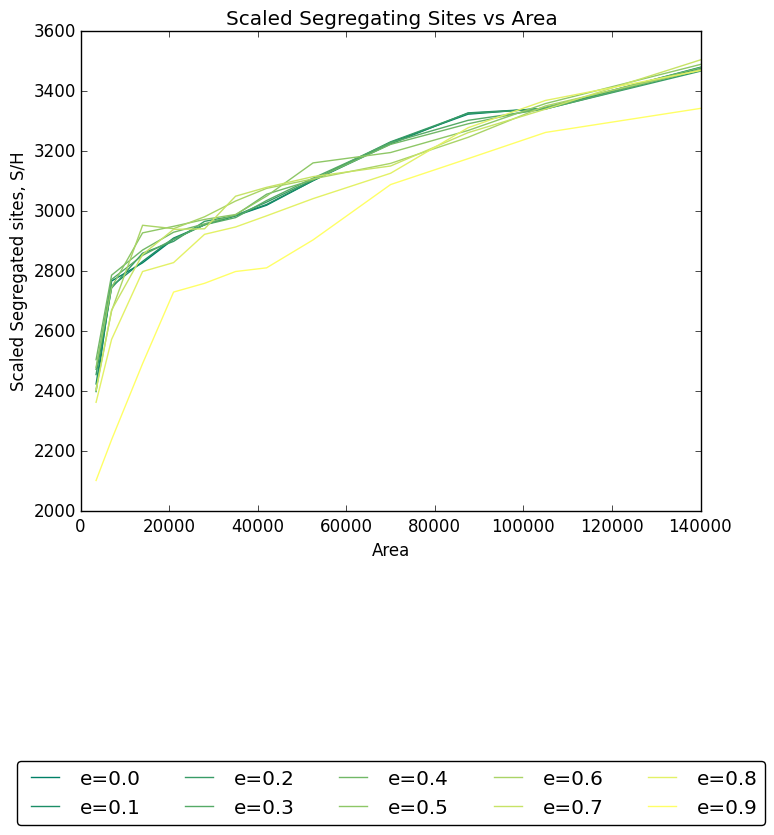 Scaled Segregating Sites vs Area
3600
3400
3200
3000
2800
2600
2400
2200
2000
Scaled Segregated sites, S/H
0 20000 40000 60000 80000 100000 120000 140000
Area
e=0.0 e=0.2 e=0.4 e=0.6 e=0.8
e=0.1 e=0.3 e=0.5 e=0.7 e=0.9